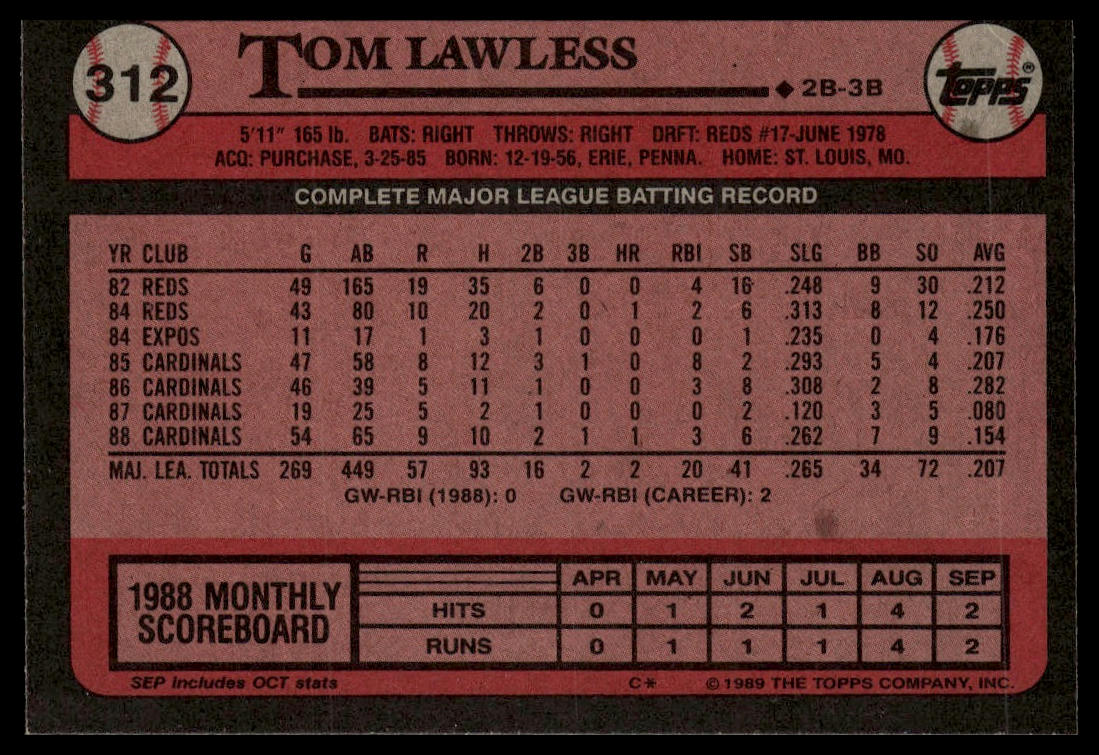 312
TOM LAWLESS
◆ 2B-3B
TOPPS®
5'11" 165 lb. BATS: RIGHT THROWS: RIGHT DRFT: REDS #17-JUNE 1978
ACQ: PURCHASE, 3-25-85 BORN: 12-19-56, ERIE, PENNA. HOME: ST. LOUIS, MO.
COMPLETE MAJOR LEAGUE BATTING RECORD
YR CLUB G AB R H 2B 3B HR RBI SB SLG BB SO AVG
82 REDS 49 165 19 35 6 0 0 4 16 .248 9 30 .212
84 REDS 43 80 10 20 2 0 1 2 6 .313 8 12 .250
84 EXPOS 11 17 1 3 1 0 0 0 1 .235 0 4 .176
85 CARDINALS 47 58 8 12 3 1 0 8 2 .293 5 4 .207
86 CARDINALS 46 39 5 11 1 0 0 3 8 .308 2 8 .282
87 CARDINALS 19 25 5 2 1 0 0 0 2 .120 3 5 .080
88 CARDINALS 54 65 9 10 2 1 1 3 6 .262 7 9 .154
MAJ. LEA. TOTALS 269 449 57 93 16 2 2 20 41 .265 34 72 .207
GW-RBI (1988): 0 GW-RBI (CAREER): 2
1988 MONTHLY
SCOREBOARD
APR MAY JUN JUL AUG SEP
HITS 0 1 2 1 4 2
RUNS 0 1 1 1 4 2
SEP includes OCT stats C* © 1989 THE TOPPS COMPANY, INC.